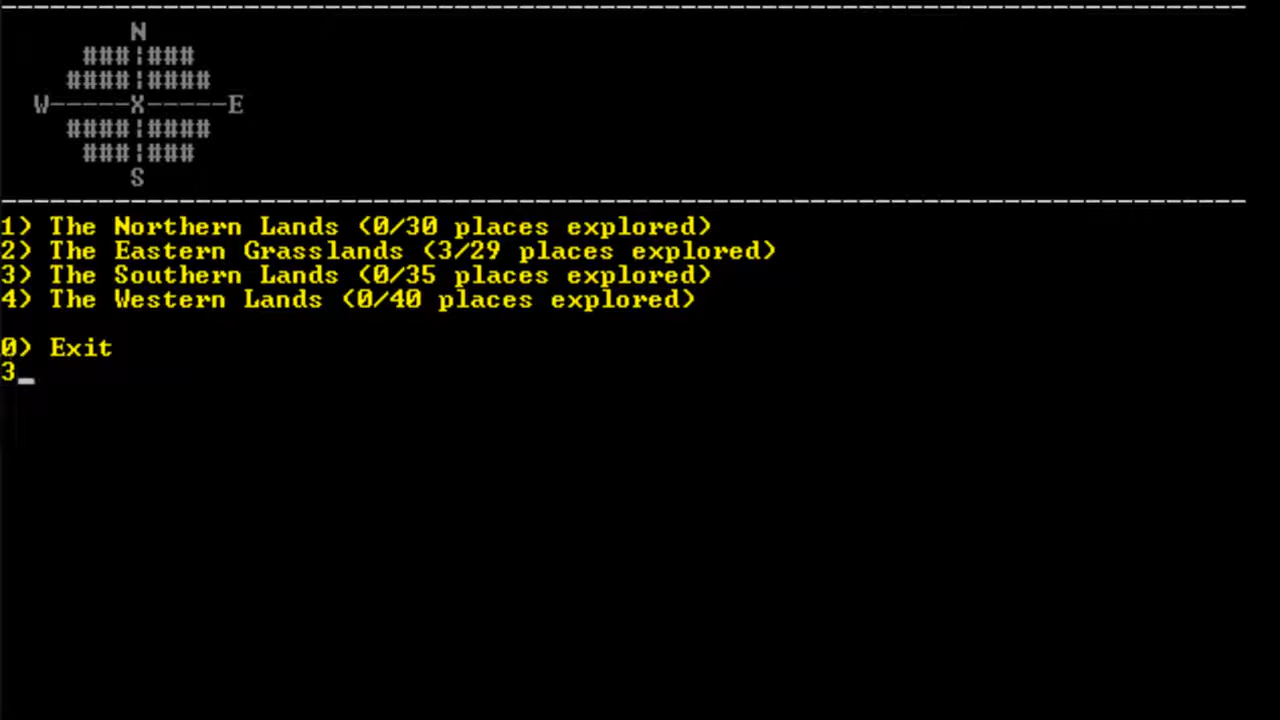 ------------------------------------------------------------------------------
N
###¦###
####¦####
W-----X-----E
####¦####
###¦###
S
------------------------------------------------------------------------------
1) The Northern Lands (0/30 places explored)
2) The Eastern Grasslands (3/29 places explored)
3) The Southern Lands (0/35 places explored)
4) The Western Lands (0/40 places explored)
0) Exit
3_